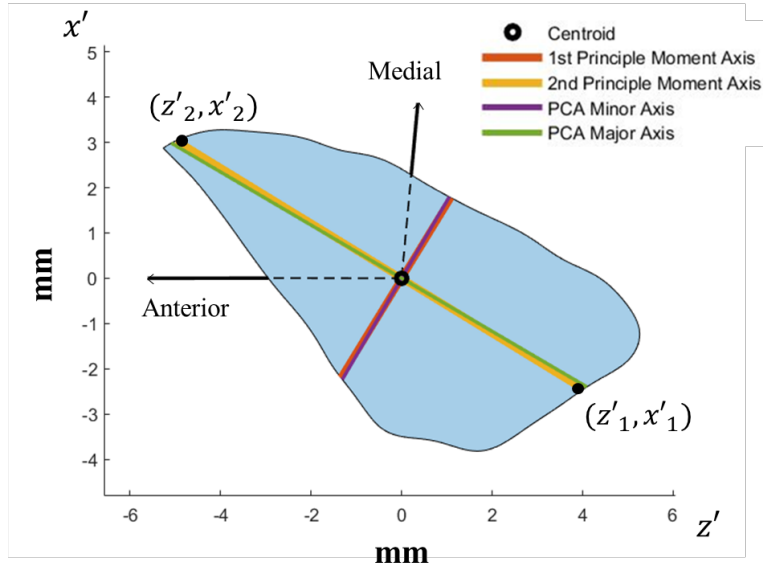 x′
Centroid
1st Principle Moment Axis
2nd Principle Moment Axis
PCA Minor Axis
PCA Major Axis
Medial
(z′₂, x′₂)
5
4
3
2
1
0
-1
-2
-3
-4
mm
Anterior
(z′₁, x′₁)
-6
-4
-2
0
2
4
6
z′
mm